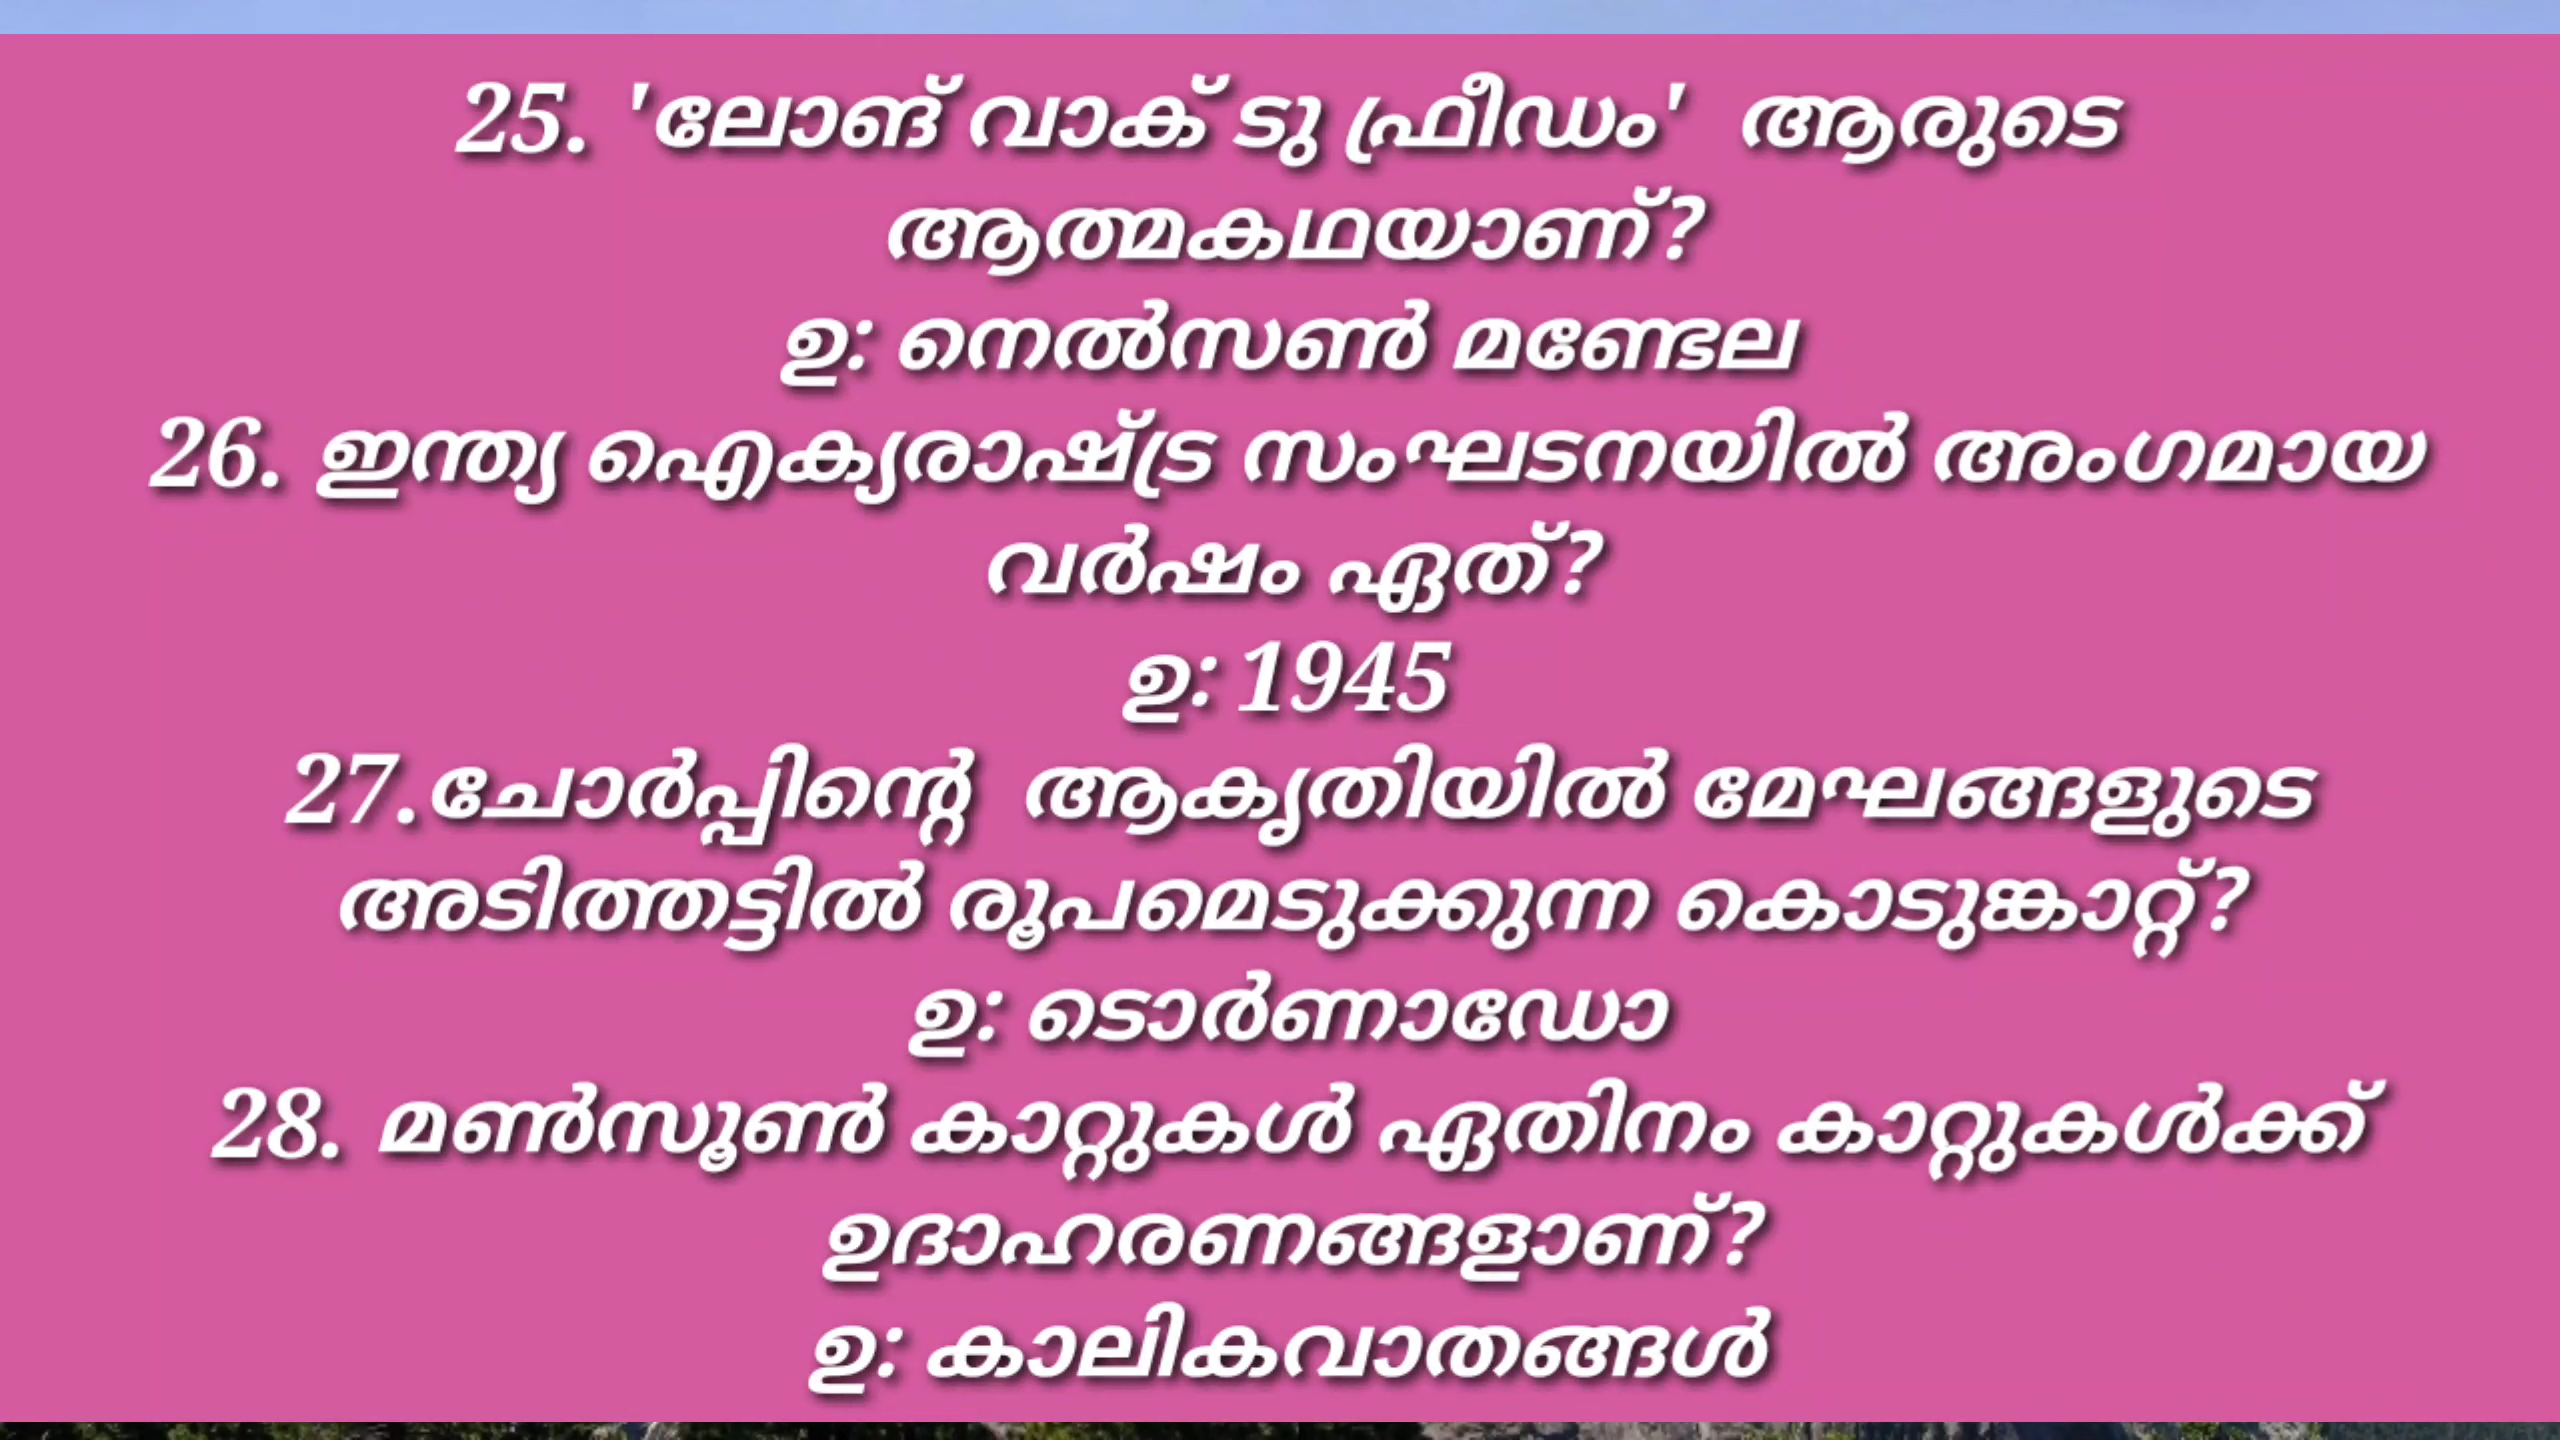 25. 'ലോങ് വാക് ടു ഫ്രീഡം' ആരുടെ
ആത്മകഥയാണ്?
ഉ: നെൽസൺ മണ്ടേല
26. ഇന്ത്യ ഐക്യരാഷ്ട്ര സംഘടനയിൽ അംഗമായ
വർഷം ഏത്?
ഉ: 1945
27.ചോർപ്പിന്റെ ആകൃതിയിൽ മേഘങ്ങളുടെ
അടിത്തട്ടിൽ രൂപമെടുക്കുന്ന കൊടുങ്കാറ്റ്?
ഉ: ടൊർണാഡോ
28. മൺസൂൺ കാറ്റുകൾ ഏതിനം കാറ്റുകൾക്ക്
ഉദാഹരണങ്ങളാണ്?
ഉ: കാലികവാതങ്ങൾ